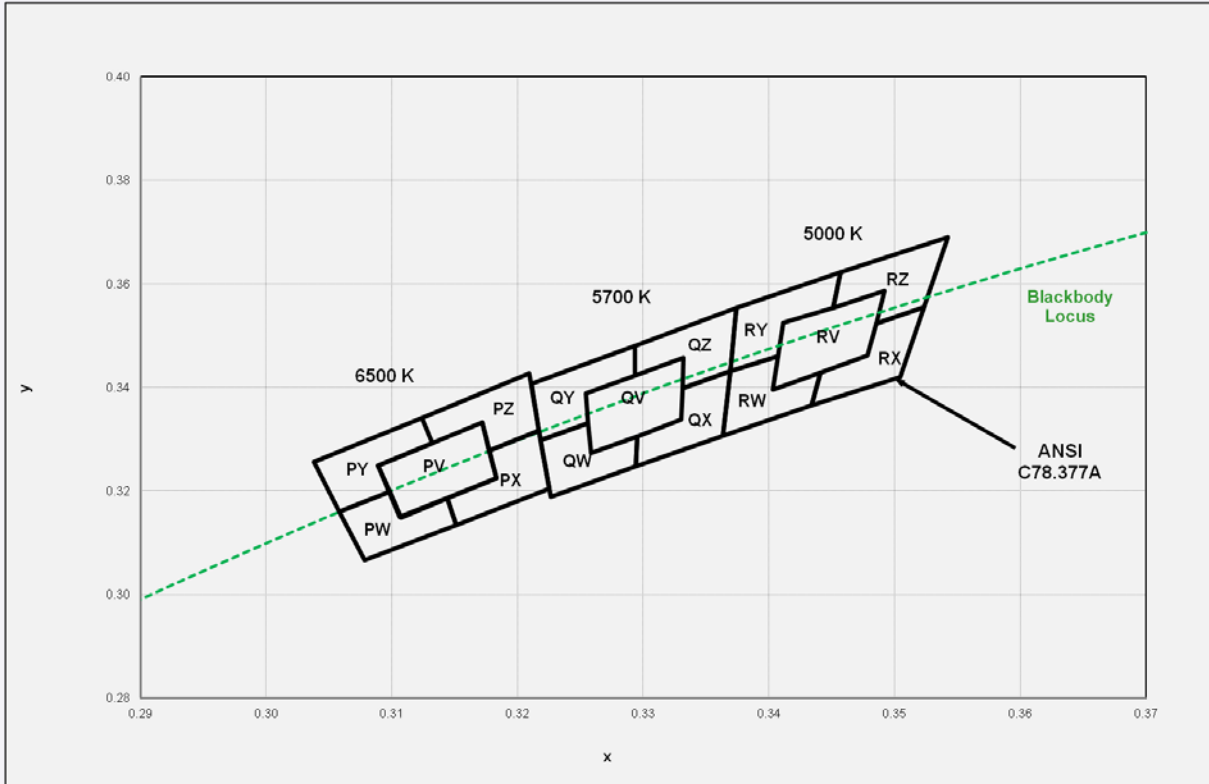 0.40
0.38
0.36
0.34
0.32
0.30
0.28
y
0.29
0.30
0.31
0.32
0.33
0.34
0.35
0.36
0.37
x
6500 K
5700 K
5000 K
PY
PZ
PV
PX
PW
QY
QZ
QV
QX
QW
RY
RZ
RV
RX
RW
Blackbody
Locus
ANSI
C78.377A